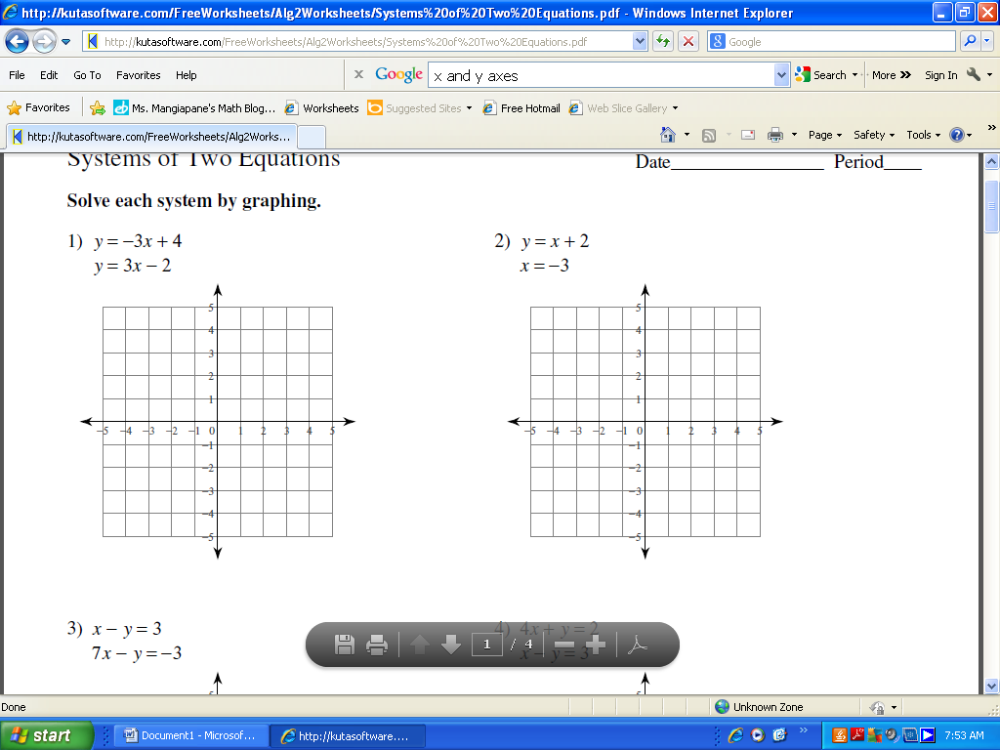 http://kutasoftware.com/FreeWorksheets/Alg2Worksheets/Systems%20of%20Two%20Equations.pdf - Windows Internet Explorer
http://kutasoftware.com/FreeWorksheets/Alg2Worksheets/Systems%20of%20Two%20Equations.pdf Google
File Edit Go To Favorites Help x Google x and y axes Search More » Sign In
Favorites Ms. Mangiapane's Math Blog... Worksheets Suggested Sites Free Hotmail Web Slice Gallery
http://kutasoftware.com/FreeWorksheets/Alg2Works... Page Safety Tools »
Systems of Two Equations Date________________ Period____
Solve each system by graphing.
1) y = −3x + 4
y = 3x − 2
2) y = x + 2
x = −3
5
4
3
2
1
−5 −4 −3 −2 −1 0 1 2 3 4 5
−1
−2
−3
−4
−5
5
4
3
2
1
−5 −4 −3 −2 −1 0 1 2 3 4 5
−1
−2
−3
−4
−5
3) x − y = 3
7x − y = −3
4) 4x + y = 2
x − y = 3
1 / 4
Done Unknown Zone
start Document1 - Microsof... http://kutasoftware.... » 7:53 AM